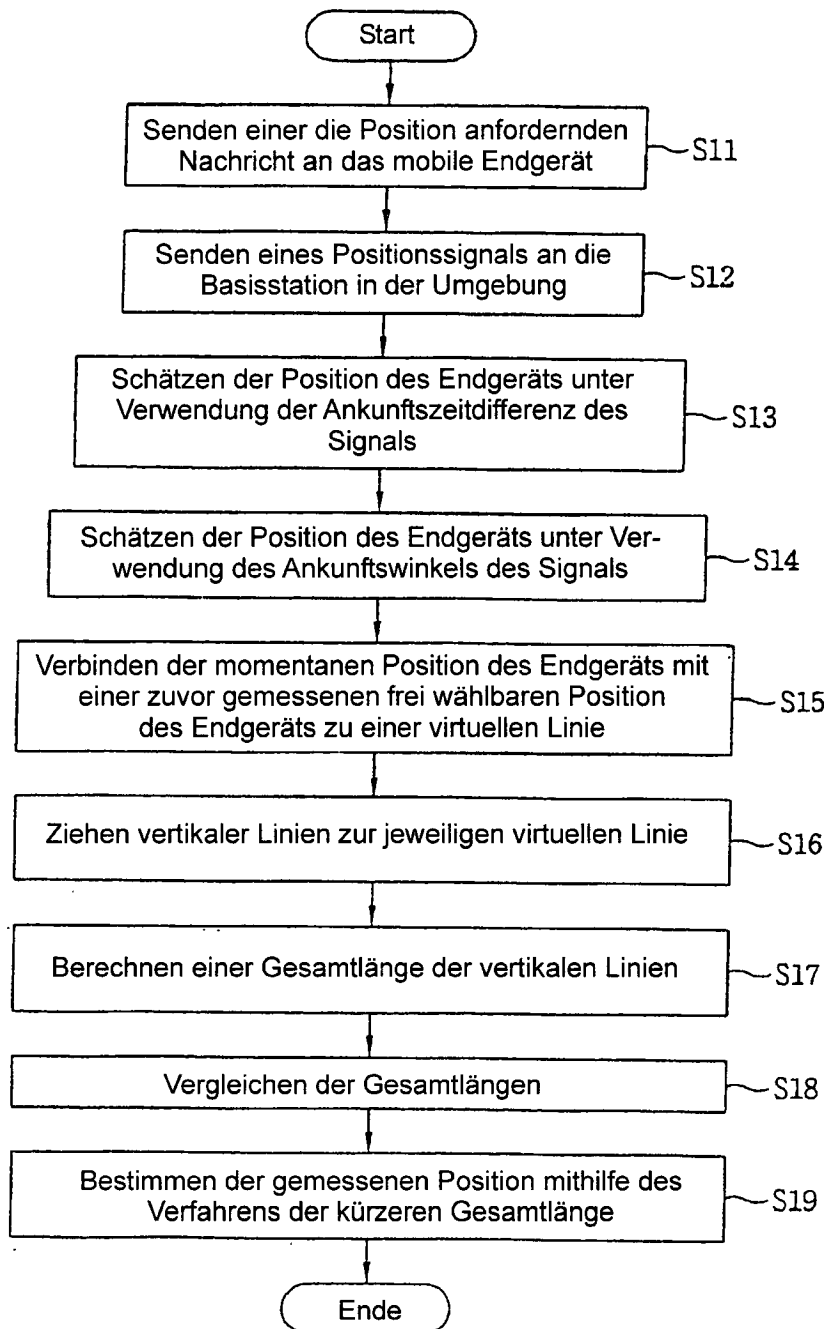 Start
Senden einer die Position anfordernden
Nachricht an das mobile Endgerät
S11
Senden eines Positionssignals an die
Basisstation in der Umgebung
S12
Schätzen der Position des Endgeräts unter
Verwendung der Ankunftszeitdifferenz des
Signals
S13
Schätzen der Position des Endgeräts unter Ver-
wendung des Ankunftswinkels des Signals
S14
Verbinden der momentanen Position des Endgeräts mit
einer zuvor gemessenen frei wählbaren Position
des Endgeräts zu einer virtuellen Linie
S15
Ziehen vertikaler Linien zur jeweiligen virtuellen Linie
S16
Berechnen einer Gesamtlänge der vertikalen Linien
S17
Vergleichen der Gesamtlängen
S18
Bestimmen der gemessenen Position mithilfe des
Verfahrens der kürzeren Gesamtlänge
S19
Ende